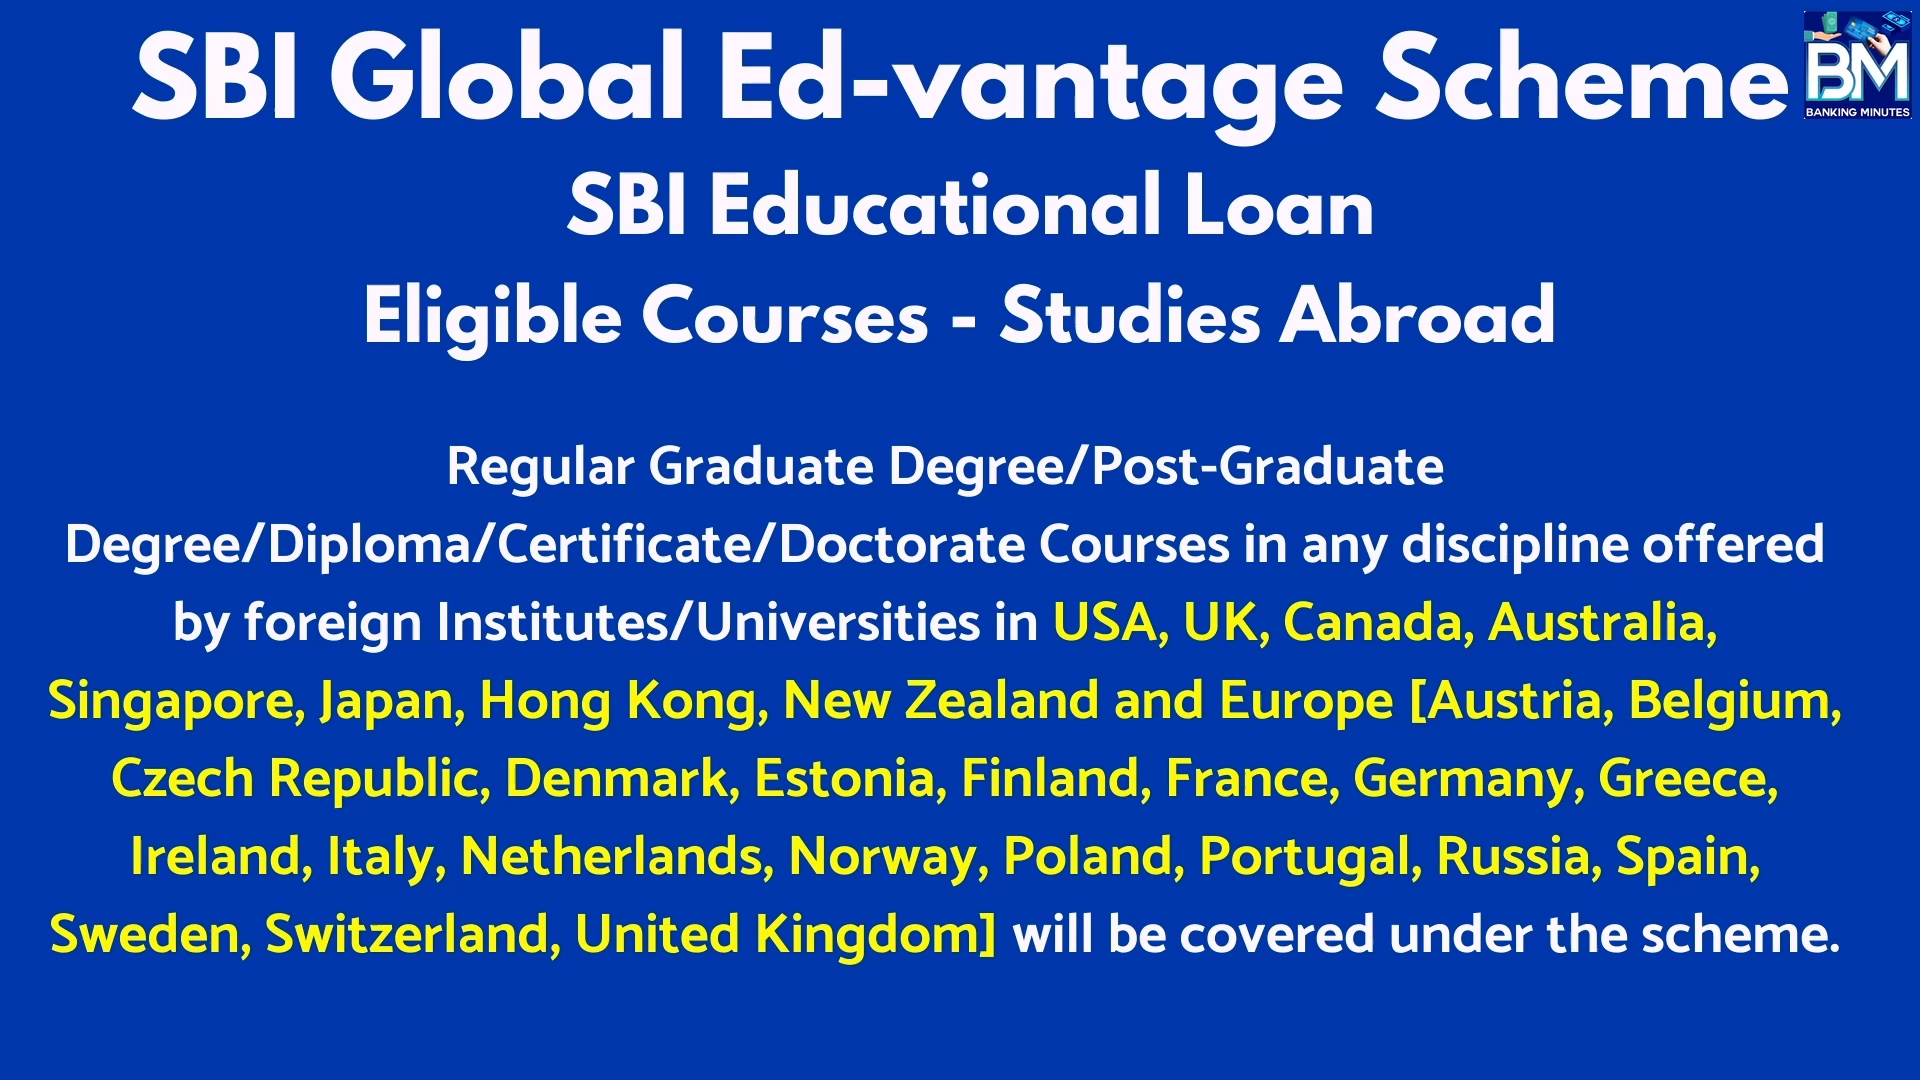 SBI Global Ed-vantage Scheme
BM
BANKING MINUTES
SBI Educational Loan
Eligible Courses - Studies Abroad
Regular Graduate Degree/Post-Graduate
Degree/Diploma/Certificate/Doctorate Courses in any discipline offered
by foreign Institutes/Universities in USA, UK, Canada, Australia,
Singapore, Japan, Hong Kong, New Zealand and Europe [Austria, Belgium,
Czech Republic, Denmark, Estonia, Finland, France, Germany, Greece,
Ireland, Italy, Netherlands, Norway, Poland, Portugal, Russia, Spain,
Sweden, Switzerland, United Kingdom] will be covered under the scheme.